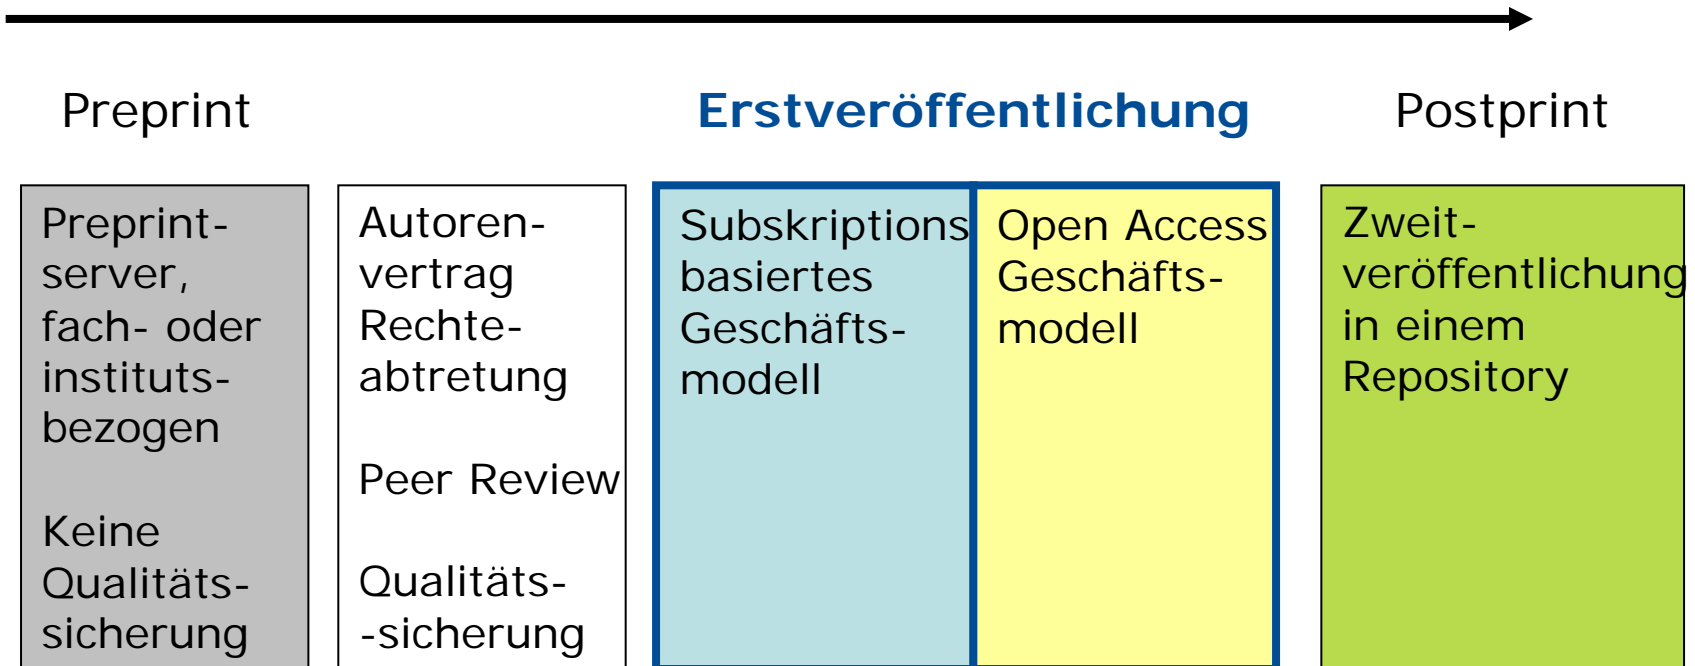 Preprint
Erstveröffentlichung
Postprint
Preprint-
server,
fach- oder
instituts-
bezogen
Keine
Qualitäts-
sicherung
Autoren-
vertrag
Rechte-
abtretung
Peer Review
Qualitäts-
-sicherung
Subskriptions
basiertes
Geschäfts-
modell
Open Access
Geschäfts-
modell
Zweit-
veröffentlichung
in einem
Repository